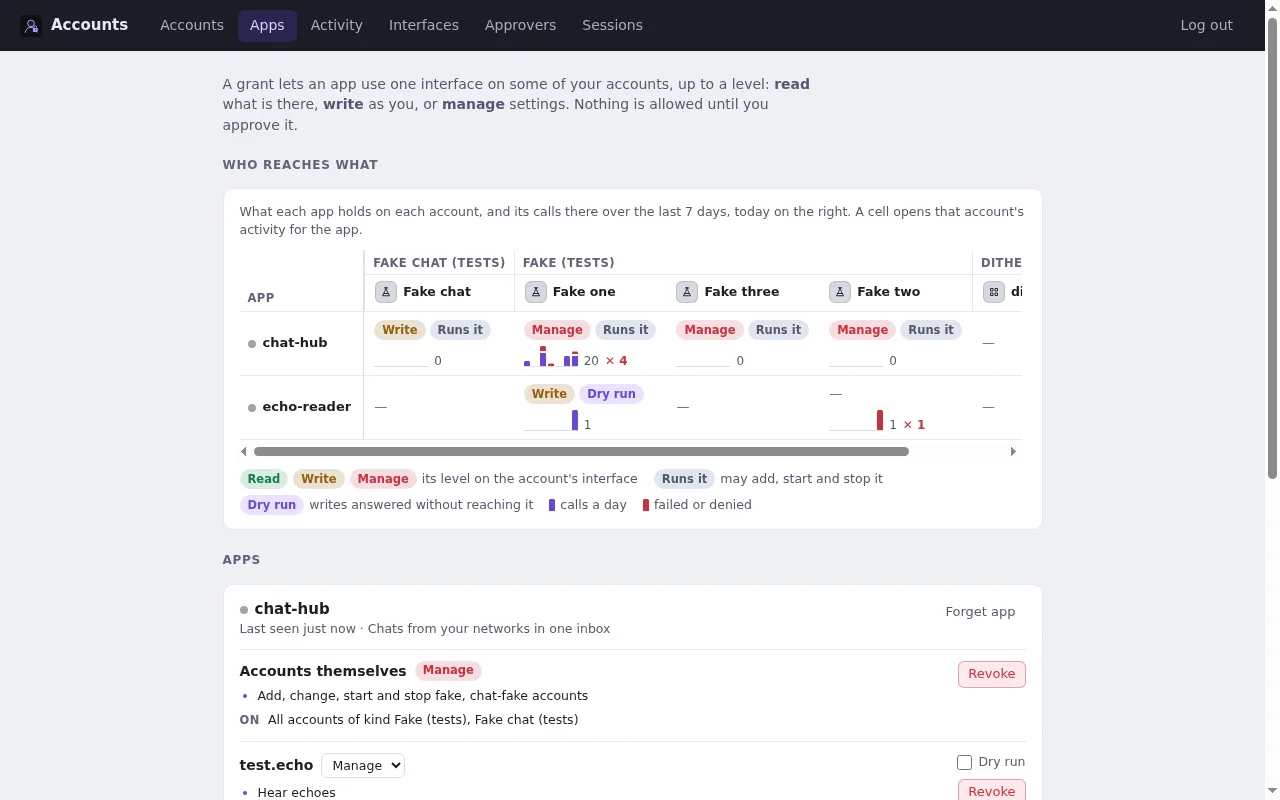 Accounts Accounts Apps Activity Interfaces Approvers Sessions Log out
A grant lets an app use one interface on some of your accounts, up to a level: read
what is there, write as you, or manage settings. Nothing is allowed until you
approve it.
WHO REACHES WHAT
What each app holds on each account, and its calls there over the last 7 days, today on the right. A cell opens that account's
activity for the app.
APP
FAKE CHAT (TESTS) FAKE (TESTS) DITHE
Fake chat Fake one Fake three Fake two di
chat-hub
Write Runs it Manage Runs it Manage Runs it Manage Runs it —
0 20 × 4 0 0
echo-reader
— Write Dry run — — —
1 1 × 1
Read Write Manage its level on the account's interface Runs it may add, start and stop it
Dry run writes answered without reaching it calls a day failed or denied
APPS
chat-hub Forget app
Last seen just now · Chats from your networks in one inbox
Accounts themselves Manage Revoke
• Add, change, start and stop fake, chat-fake accounts
ON All accounts of kind Fake (tests), Fake chat (tests)
test.echo Manage Dry run
• Hear echoes Revoke